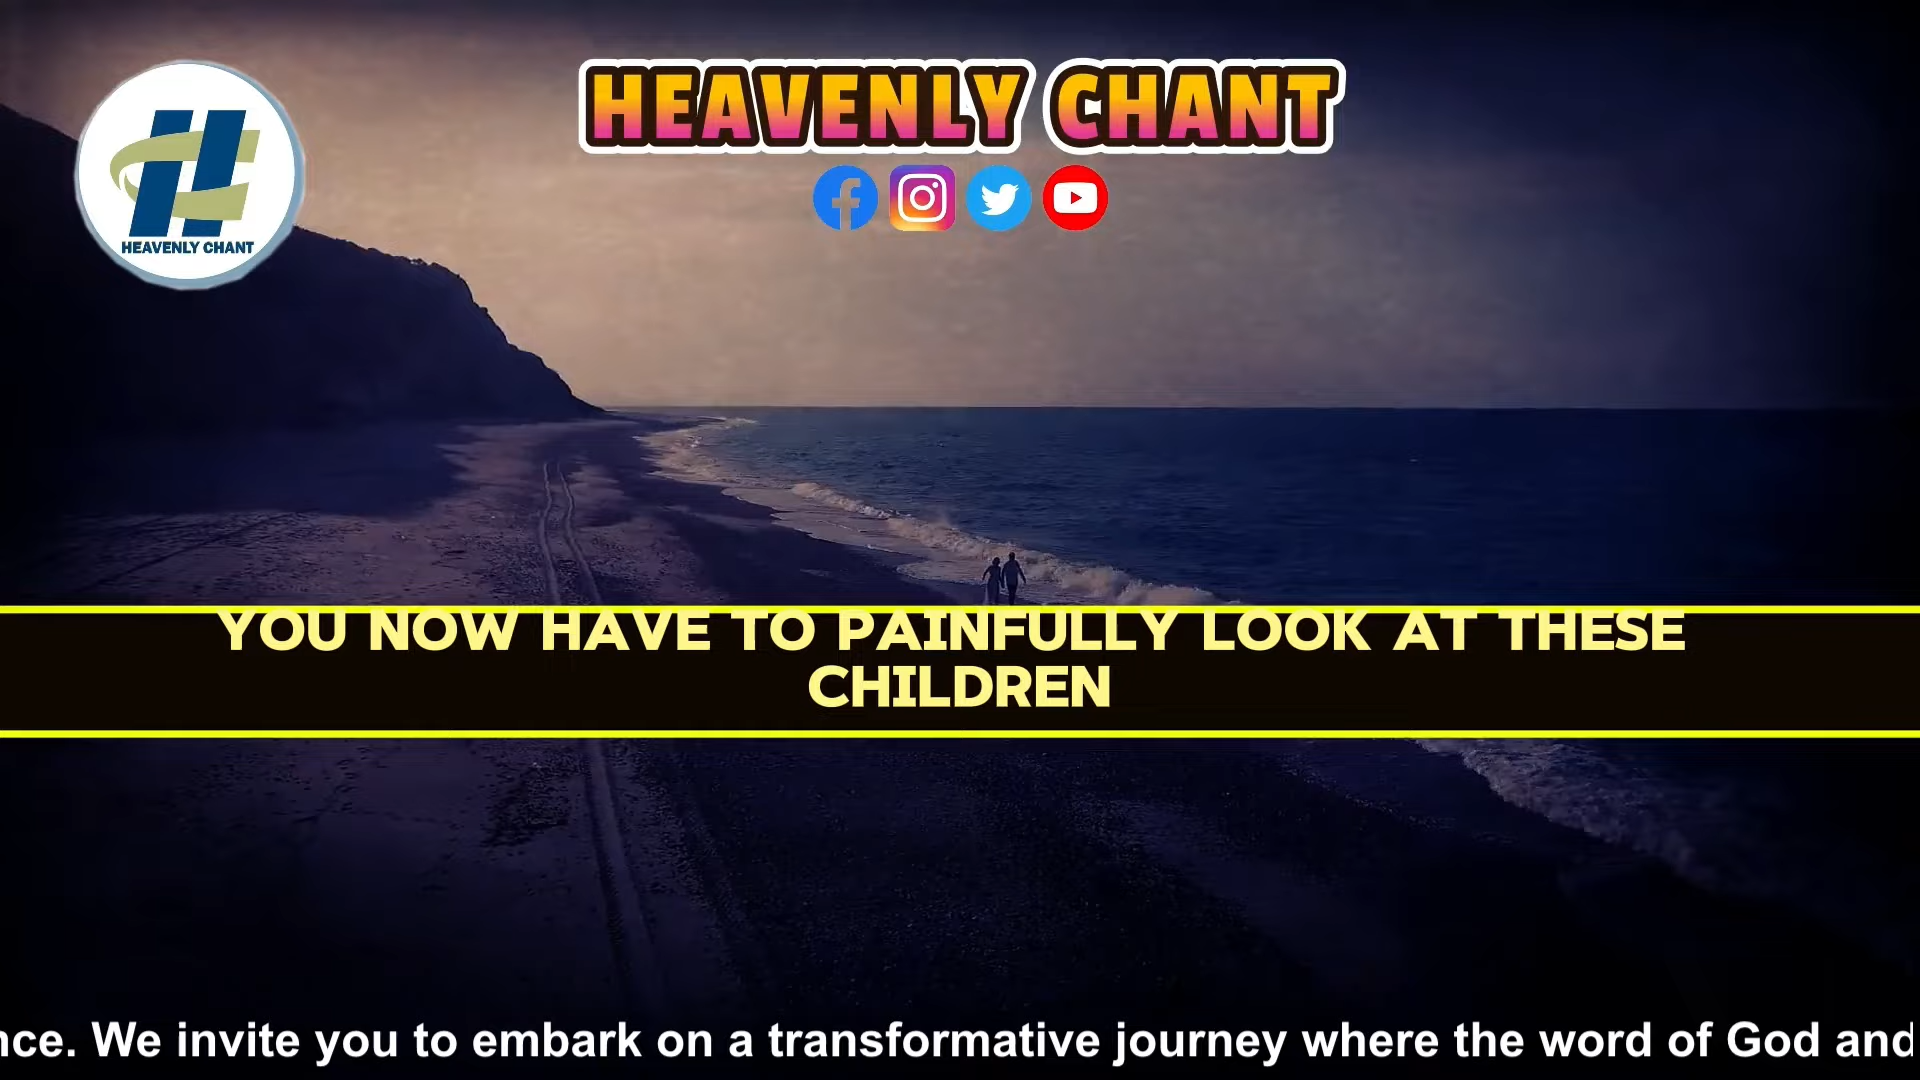 HEAVENLY CHANT
HEAVENLY CHANT
YOU NOW HAVE TO PAINFULLY LOOK AT THESE
CHILDREN
We invite you to embark on a transformative journey where the word of God and